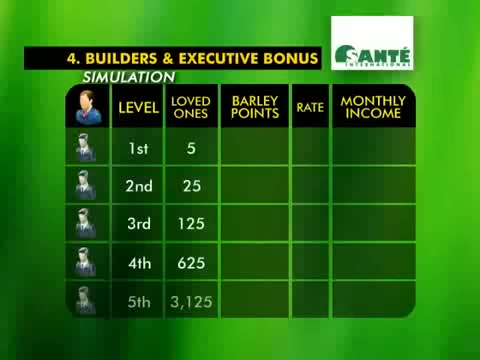 SANTÉ
INTERNATIONAL
4. BUILDERS & EXECUTIVE BONUS
SIMULATION
LEVEL LOVED ONES BARLEY POINTS RATE MONTHLY INCOME
1st 5
2nd 25
3rd 125
4th 625
5th 3,125